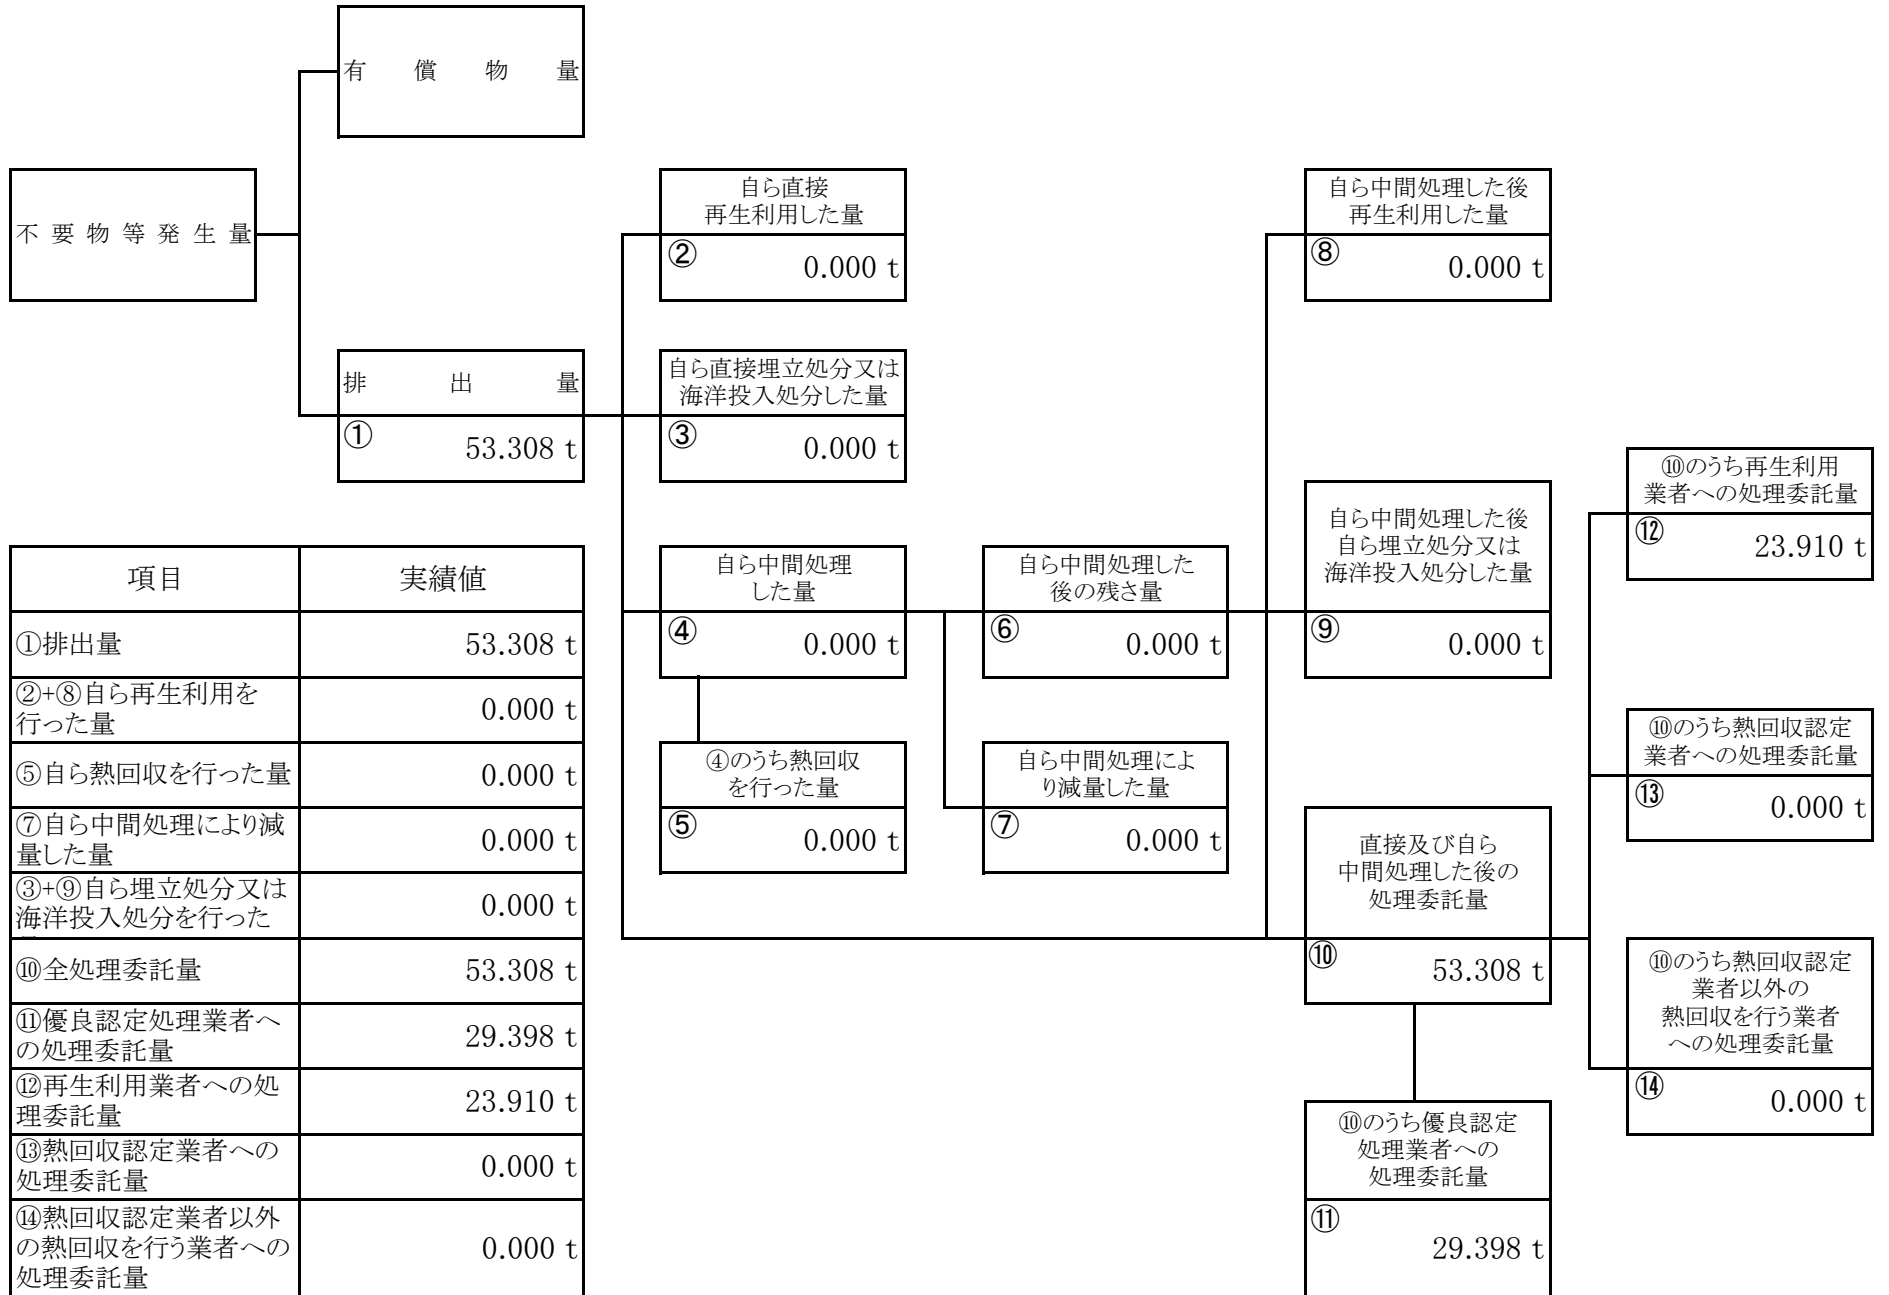 有償物量
不要物等発生量
排出量
① 53.308 t
自ら直接
再生利用した量
② 0.000 t
自ら直接埋立処分又は
海洋投入処分した量
③ 0.000 t
自ら中間処理
した量
④ 0.000 t
④のうち熱回収
を行った量
⑤ 0.000 t
自ら中間処理した
後の残さ量
⑥ 0.000 t
自ら中間処理によ
り減量した量
⑦ 0.000 t
自ら中間処理した後
再生利用した量
⑧ 0.000 t
自ら中間処理した後
自ら埋立処分又は
海洋投入処分した量
⑨ 0.000 t
直接及び自ら
中間処理した後の
処理委託量
⑩ 53.308 t
⑩のうち優良認定
処理業者への
処理委託量
⑪ 29.398 t
⑩のうち再生利用
業者への処理委託量
⑫ 23.910 t
⑩のうち熱回収認定
業者への処理委託量
⑬ 0.000 t
⑩のうち熱回収認定
業者以外の
熱回収を行う業者
への処理委託量
⑭ 0.000 t
項目 実績値
①排出量 53.308 t
②+⑧自ら再生利用を
行った量 0.000 t
⑤自ら熱回収を行った量 0.000 t
⑦自ら中間処理により減
量した量 0.000 t
③+⑨自ら埋立処分又は
海洋投入処分を行った 0.000 t
⑩全処理委託量 53.308 t
⑪優良認定処理業者へ
の処理委託量 29.398 t
⑫再生利用業者への処
理委託量 23.910 t
⑬熱回収認定業者への
処理委託量 0.000 t
⑭熱回収認定業者以外
の熱回収を行う業者への
処理委託量 0.000 t